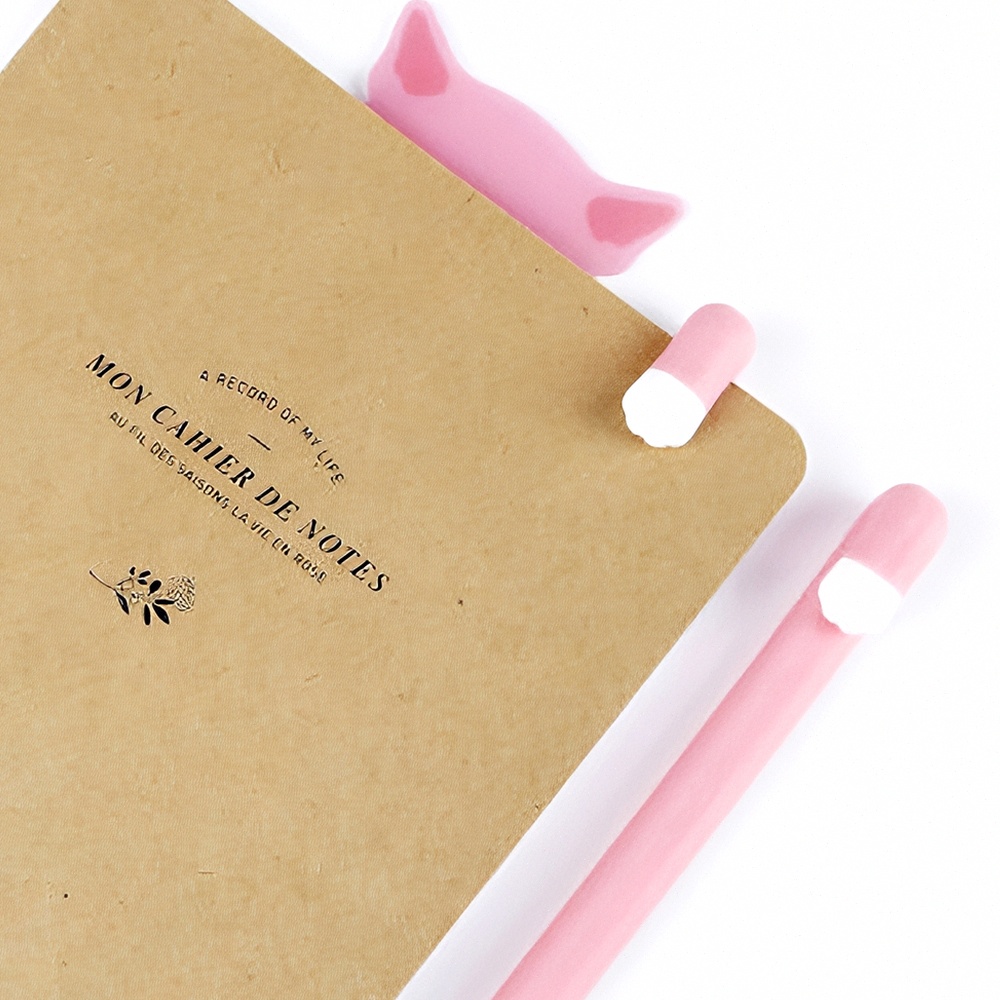 A RECORD OF MY LIFE
MON CAHIER DE NOTES
AU FIL DES SAISONS LA VIE EN ROSE